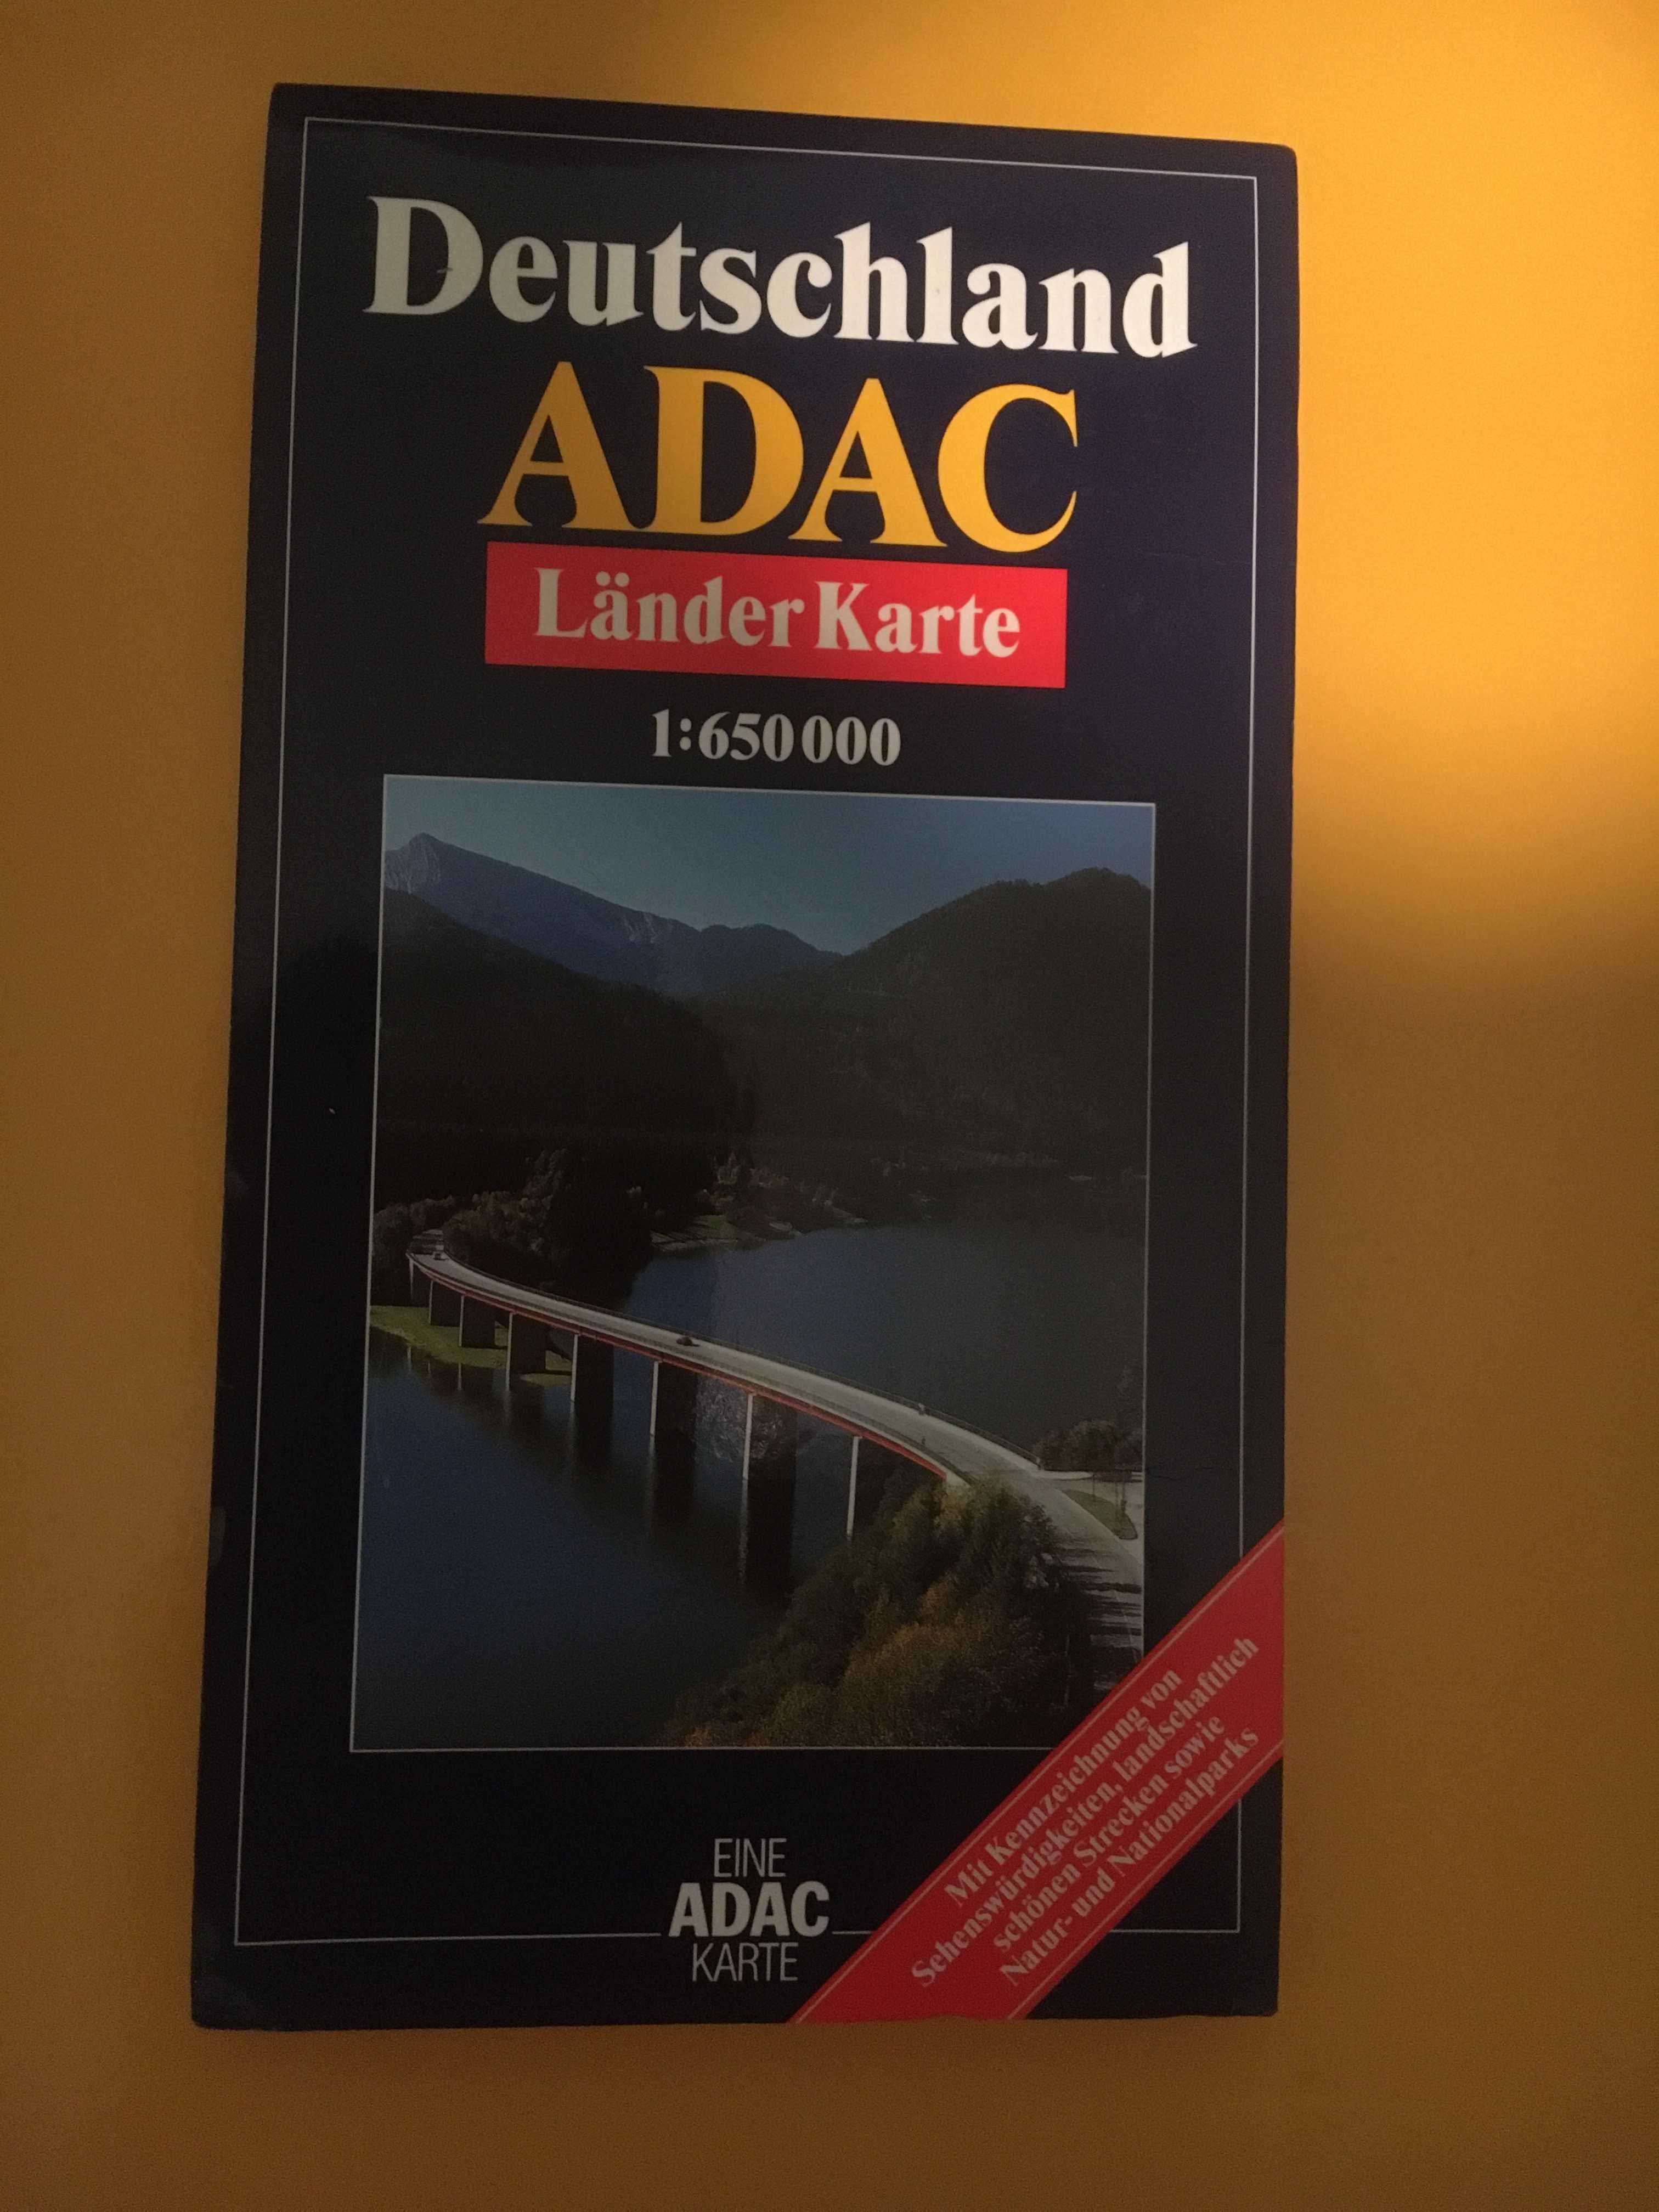 Deutschland
ADAC
Länder Karte
1:650 000
Mit Kennzeichnung von
Sehenswürdigkeiten, landschaftlich
schönen Strecken sowie
Natur- und Nationalparks
EINE
ADAC
KARTE